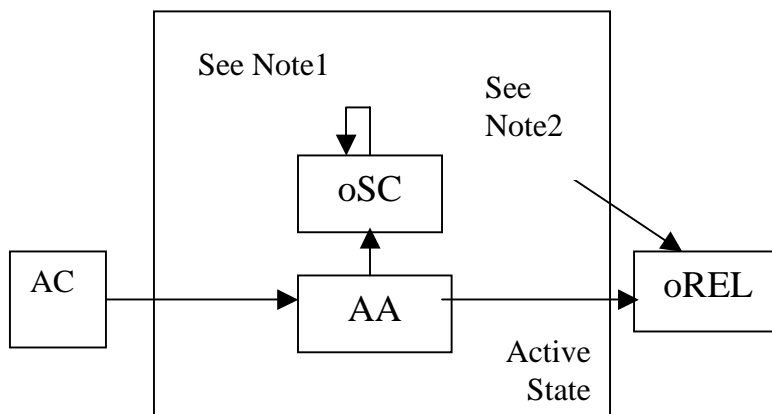 See Note1
See
Note2
oSC
AC
AA
oREL
Active
State